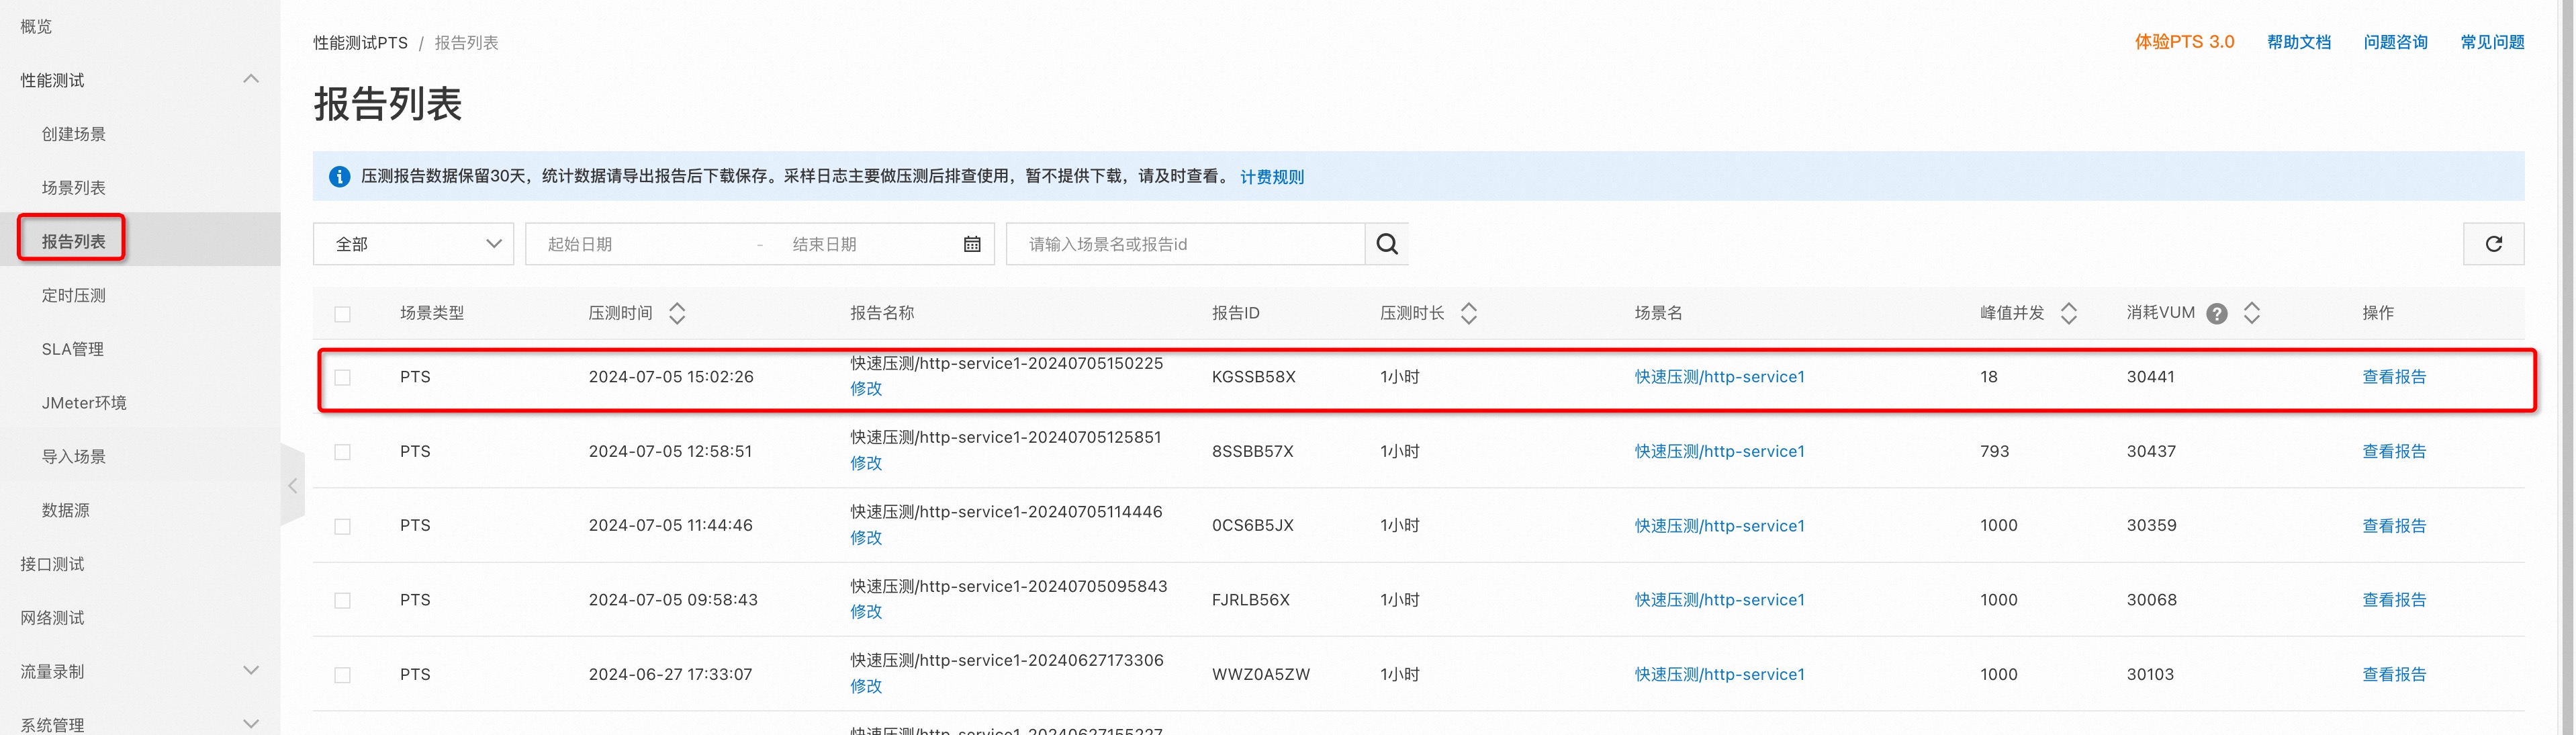 概览
性能测试
创建场景
场景列表
报告列表
定时压测
SLA管理
JMeter环境
导入场景
数据源
接口测试
网络测试
流量录制
系统管理
性能测试PTS / 报告列表
体验PTS 3.0 帮助文档 问题咨询 常见问题
报告列表
压测报告数据保留30天，统计数据请导出报告后下载保存。采样日志主要做压测后排查使用，暂不提供下载，请及时查看。 计费规则
全部 起始日期 - 结束日期 请输入场景名或报告id
场景类型 压测时间 报告名称 报告ID 压测时长 场景名 峰值并发 消耗VUM ? 操作
PTS 2024-07-05 15:02:26 快速压测/http-service1-20240705150225 KGSSB58X 1小时 快速压测/http-service1 18 30441 查看报告
修改
PTS 2024-07-05 12:58:51 快速压测/http-service1-20240705125851 8SSBB57X 1小时 快速压测/http-service1 793 30437 查看报告
修改
PTS 2024-07-05 11:44:46 快速压测/http-service1-20240705114446 0CS6B5JX 1小时 快速压测/http-service1 1000 30359 查看报告
修改
PTS 2024-07-05 09:58:43 快速压测/http-service1-20240705095843 FJRLB56X 1小时 快速压测/http-service1 1000 30068 查看报告
修改
PTS 2024-06-27 17:33:07 快速压测/http-service1-20240627173306 WWZ0A5ZW 1小时 快速压测/http-service1 1000 30103 查看报告
修改
快速压测/http-service1-20240627155227